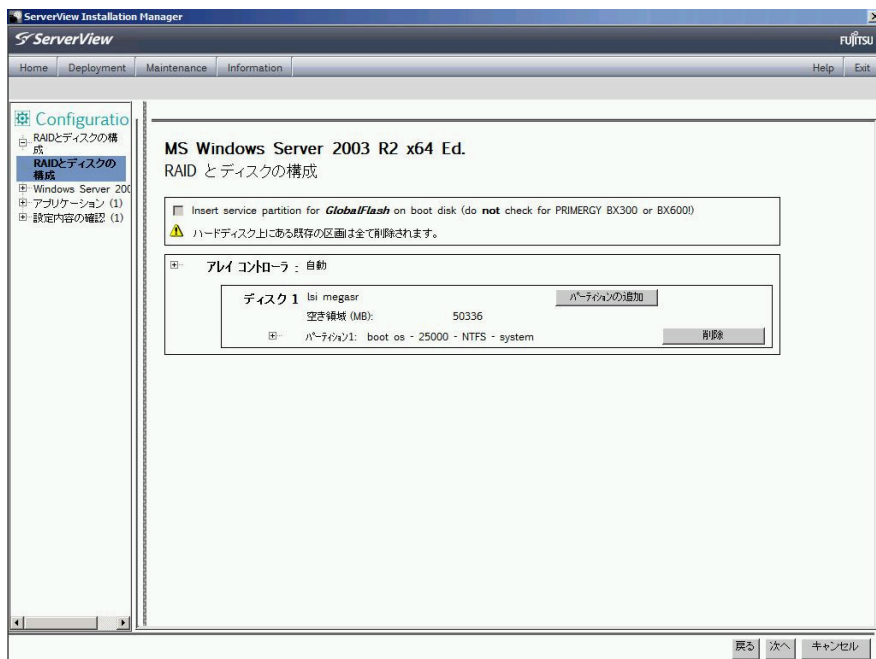 ServerView Installation Manager
ServerView
FUJITSU
Home Deployment Maintenance Information Help Exit
Configuratio
RAIDとディスクの構成
RAIDとディスクの構成
Windows Server 200
アプリケーション (1)
設定内容の確認 (1)
MS Windows Server 2003 R2 x64 Ed.
RAID とディスクの構成
Insert service partition for GlobalFlash on boot disk (do not check for PRIMERGY BX300 or BX600!)
ハードディスク上にある既存の区画は全て削除されます。
アレイ コントローラ : 自動
ディスク 1 lsi megasr パーティションの追加
空き領域 (MB): 50336
パーティション1: boot os - 25000 - NTFS - system 削除
戻る 次へ キャンセル